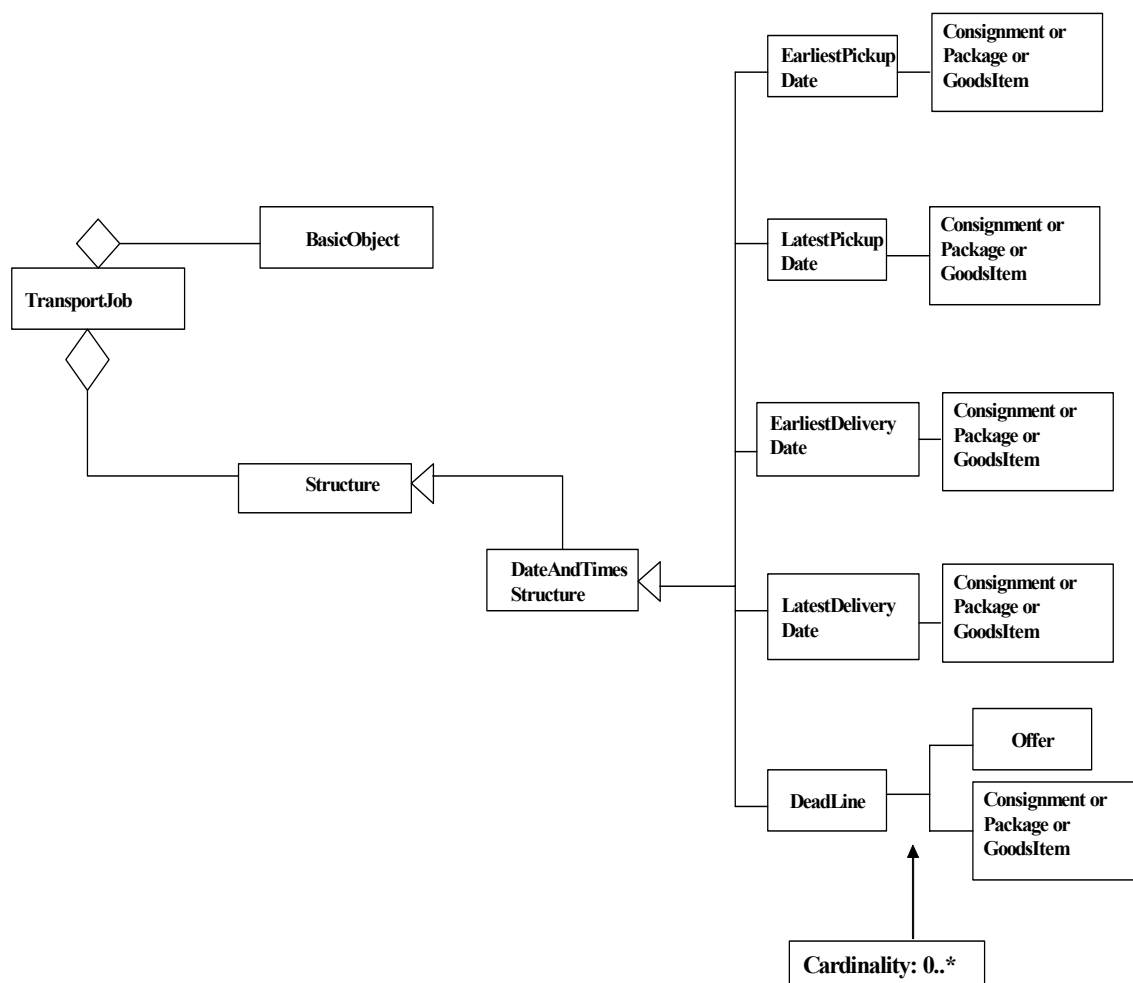 EarliestPickup
Date
Consignment or
Package or
GoodsItem
BasicObject
TransportJob
LatestPickup
Date
Consignment or
Package or
GoodsItem
EarliestDelivery
Date
Consignment or
Package or
GoodsItem
Structure
DateAndTimes
Structure
LatestDelivery
Date
Consignment or
Package or
GoodsItem
Offer
DeadLine
Consignment or
Package or
GoodsItem
Cardinality: 0..*